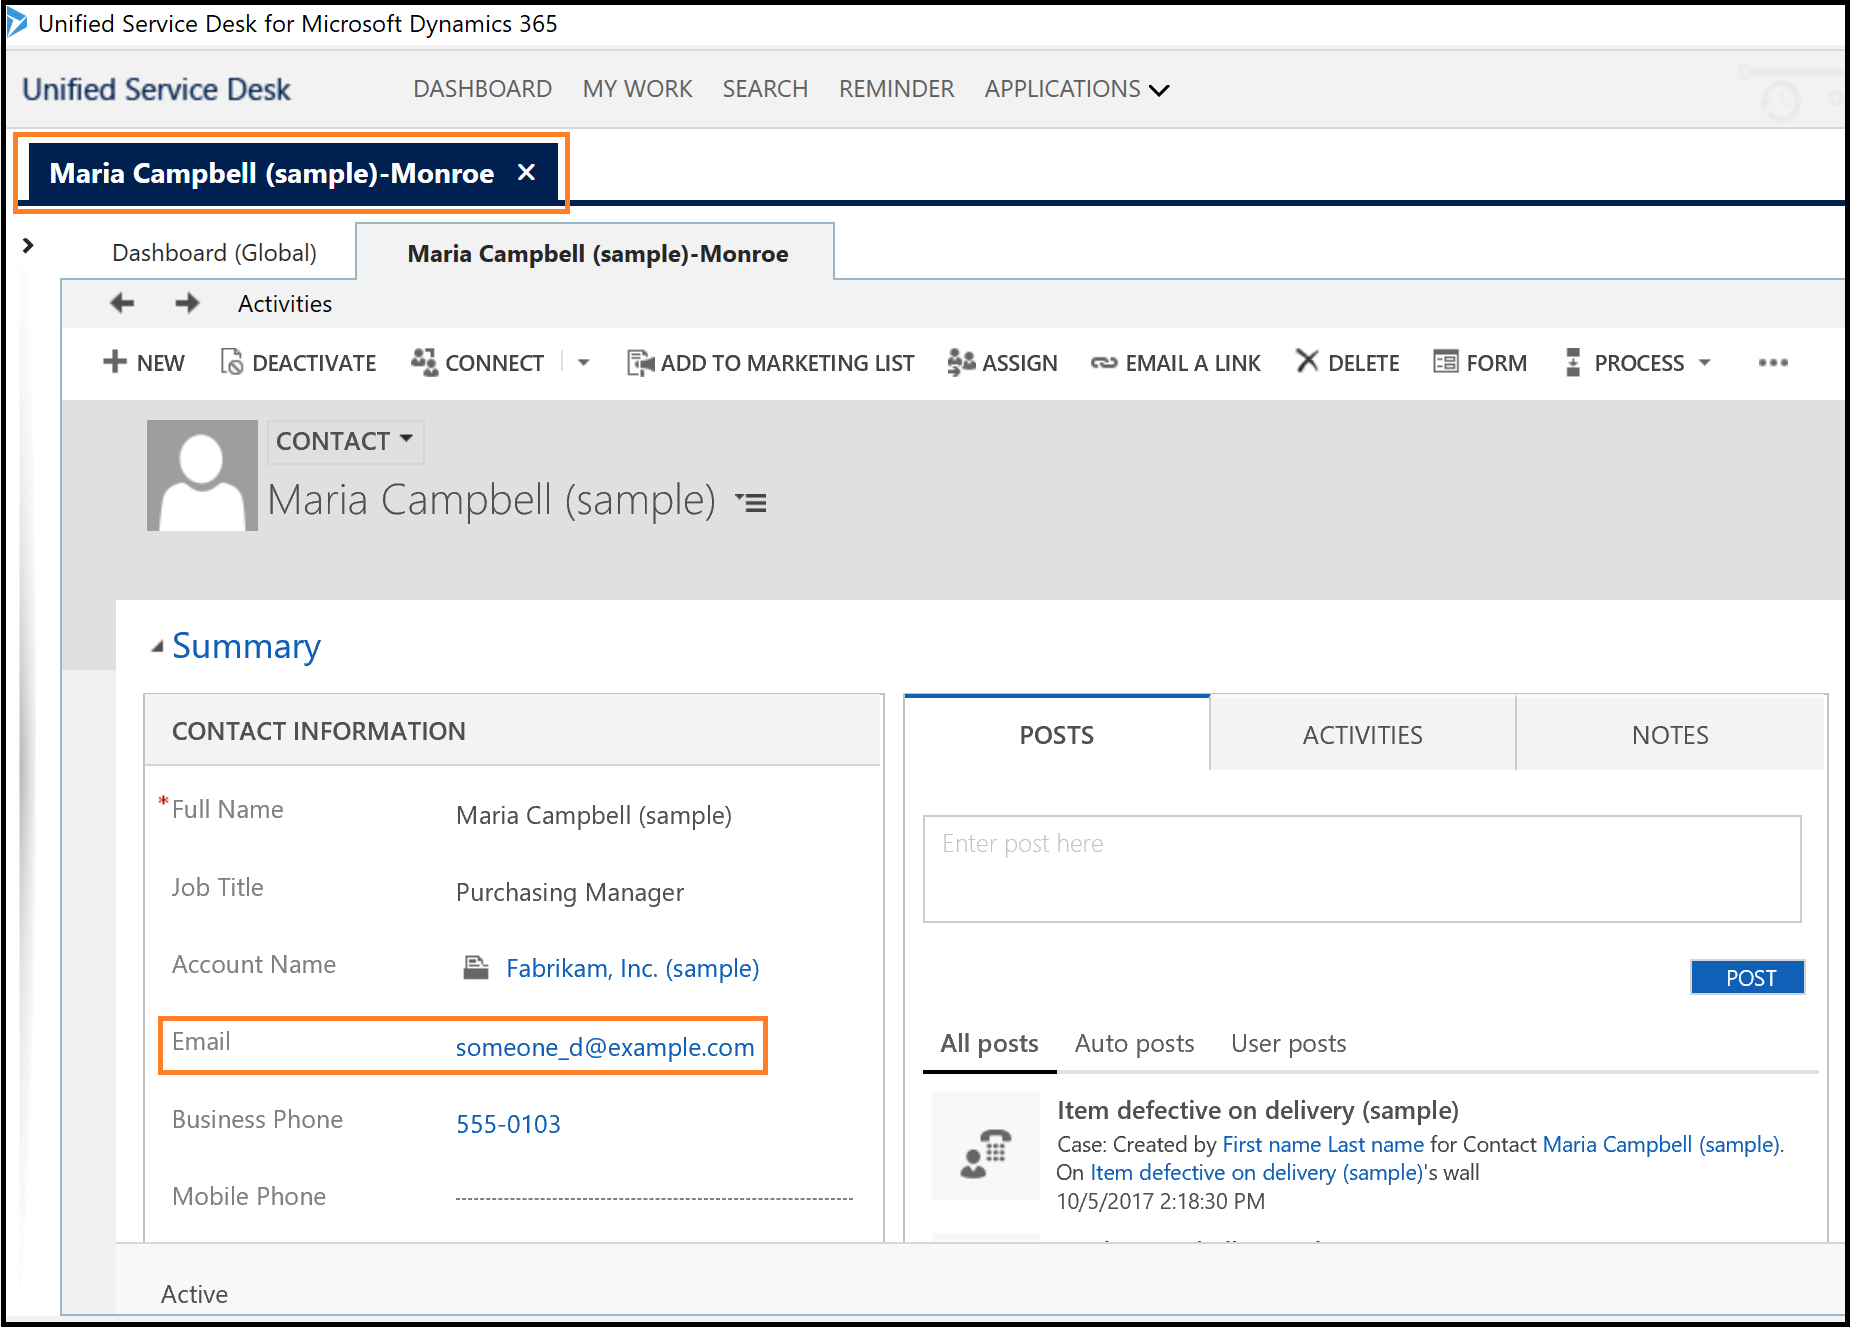 Unified Service Desk for Microsoft Dynamics 365
Unified Service Desk DASHBOARD MY WORK SEARCH REMINDER APPLICATIONS
Maria Campbell (sample)-Monroe
Dashboard (Global) Maria Campbell (sample)-Monroe
Activities
NEW DEACTIVATE CONNECT ADD TO MARKETING LIST ASSIGN EMAIL A LINK DELETE FORM PROCESS
CONTACT
Maria Campbell (sample)
Summary
CONTACT INFORMATION
*Full Name Maria Campbell (sample)
Job Title Purchasing Manager
Account Name Fabrikam, Inc. (sample)
Email someone_d@example.com
Business Phone 555-0103
Mobile Phone
POSTS ACTIVITIES NOTES
Enter post here
POST
All posts Auto posts User posts
Item defective on delivery (sample)
Case: Created by First name Last name for Contact Maria Campbell (sample).
On Item defective on delivery (sample)'s wall
10/5/2017 2:18:30 PM
Active